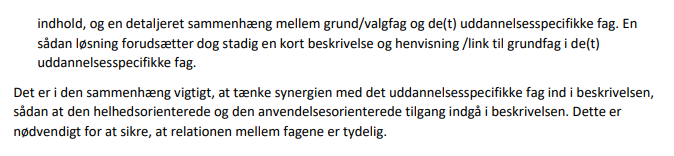 indhold, og en detaljeret sammenhæng mellem grund/valgfag og de(t) uddannelsesspecifikke fag. En
sådan løsning forudsætter dog stadig en kort beskrivelse og henvisning /link til grundfag i de(t)
uddannelsesspecifikke fag.
Det er i den sammenhæng vigtigt, at tænke synergien med det uddannelsesspecifikke fag ind i beskrivelsen,
sådan at den helhedsorienterede og den anvendelsesorienterede tilgang indgå i beskrivelsen. Dette er
nødvendigt for at sikre, at relationen mellem fagene er tydelig.